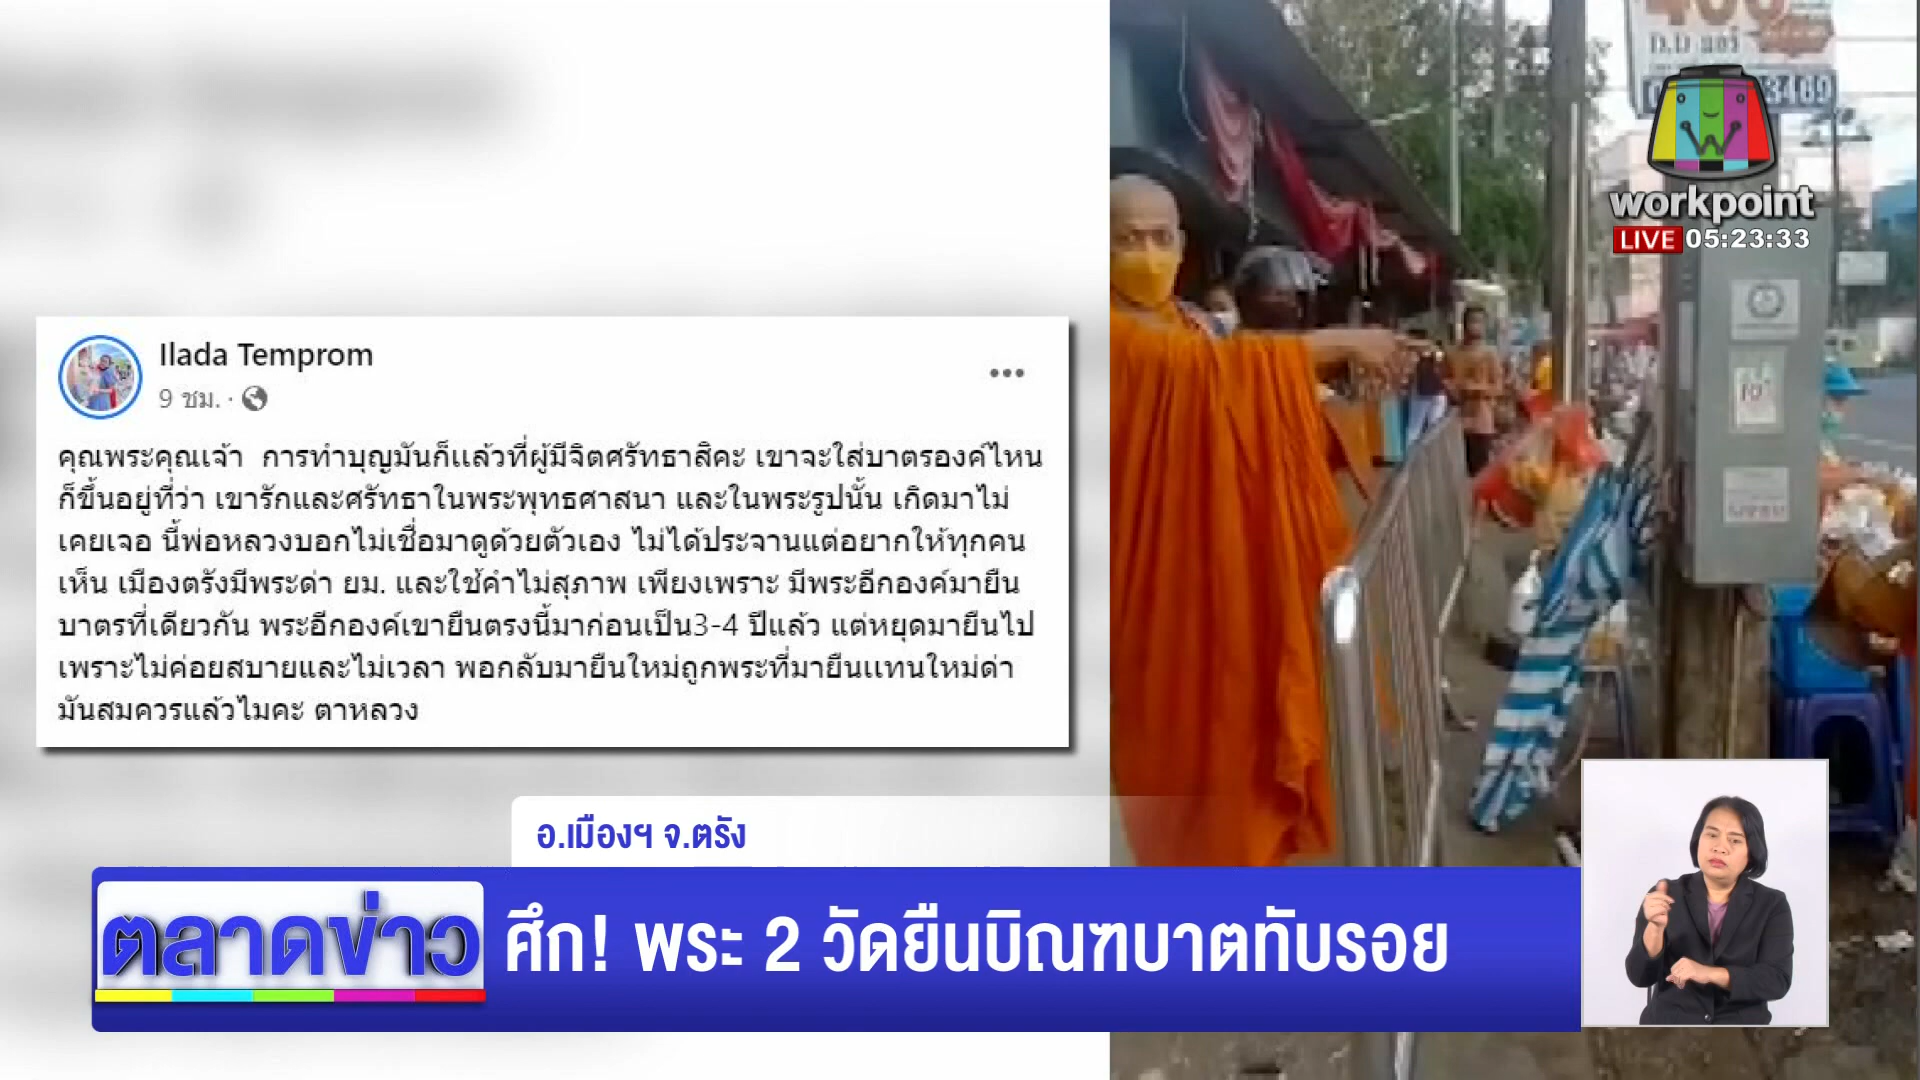 Ilada Temprom
9 ชม.
คุณพระคุณเจ้า การทำบุญมันก็แล้วที่ผู้มีจิตศรัทธาสิคะ เขาจะใส่บาตรองค์ไหน
ก็ขึ้นอยู่ที่ว่า เขารักและศรัทธาในพระพุทธศาสนา และในพระรูปนั้น เกิดมาไม่
เคยเจอ นี้พ่อหลวงบอกไม่เชื่อมาดูด้วยตัวเอง ไม่ได้ประจานแต่อยากให้ทุกคน
เห็น เมืองตรังมีพระด่า ยม. และใช้คำไม่สุภาพ เพียงเพราะ มีพระอีกองค์มายืน
บาตรที่เดียวกัน พระอีกองค์เขายืนตรงนี้มาก่อนเป็น3-4 ปีแล้ว แต่หยุดมายืนไป
เพราะไม่ค่อยสบายและไม่เวลา พอกลับมายืนใหม่ถูกพระที่มายืนแทนใหม่ด่า
มันสมควรแล้วไมคะ ตาหลวง
D.D แอร์
3489
workpoint
LIVE 05:23:33
อ.เมืองฯ จ.ตรัง
ตลาดข่าว
ศึก! พระ 2 วัดยืนบิณฑบาตทับรอย